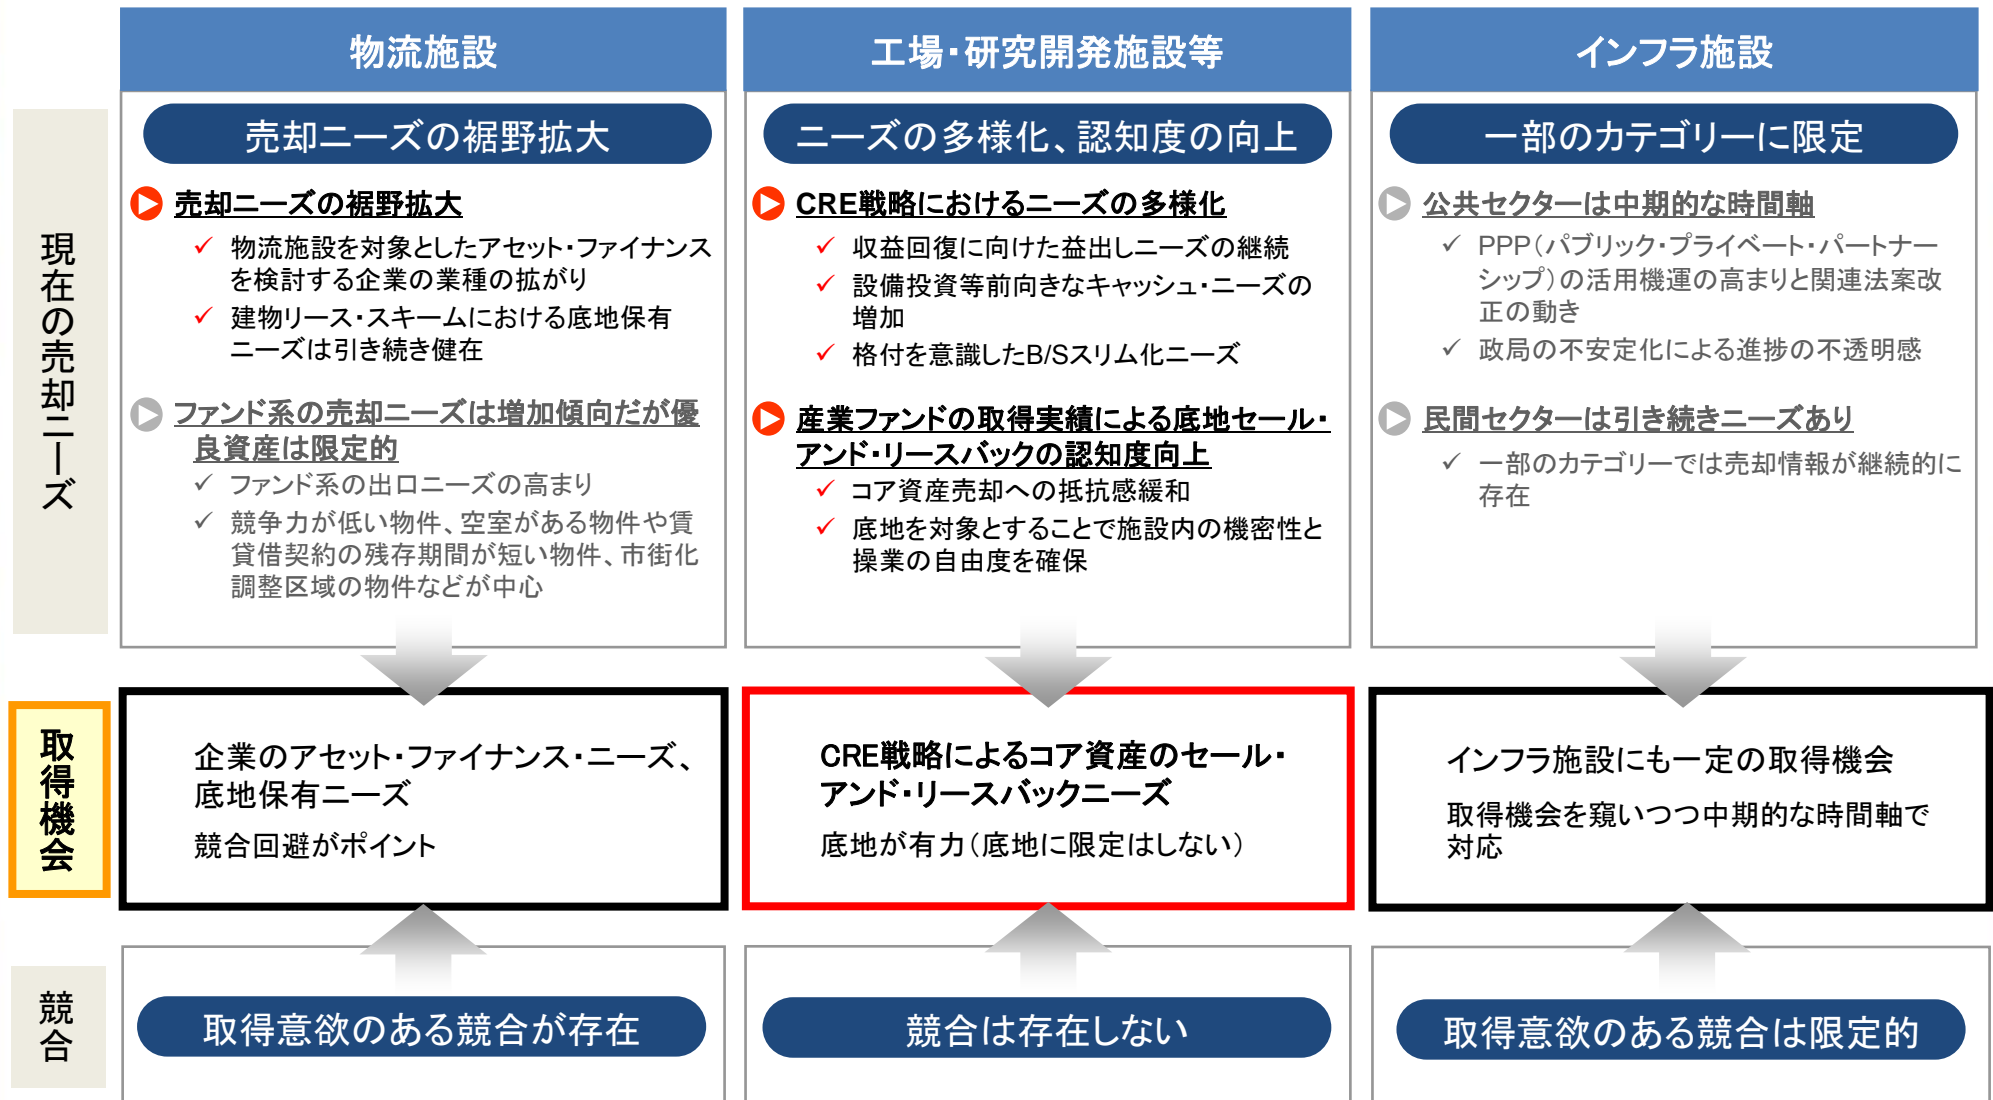 物流施設
工場・研究開発施設等
インフラ施設
現在の売却ニーズ
売却ニーズの裾野拡大
売却ニーズの裾野拡大
✓ 物流施設を対象としたアセット・ファイナンス
を検討する企業の業種の拡がり
✓ 建物リース・スキームにおける底地保有
ニーズは引き続き健在
ファンド系の売却ニーズは増加傾向だが優
良資産は限定的
✓ ファンド系の出口ニーズの高まり
✓ 競争力が低い物件、空室がある物件や賃
貸借契約の残存期間が短い物件、市街化
調整区域の物件などが中心
ニーズの多様化、認知度の向上
CRE戦略におけるニーズの多様化
✓ 収益回復に向けた益出しニーズの継続
✓ 設備投資等前向きなキャッシュ・ニーズの
増加
✓ 格付を意識したB/Sスリム化ニーズ
産業ファンドの取得実績による底地セール・
アンド・リースバックの認知度向上
✓ コア資産売却への抵抗感緩和
✓ 底地を対象とすることで施設内の機密性と
操業の自由度を確保
一部のカテゴリーに限定
公共セクターは中期的な時間軸
✓ PPP（パブリック・プライベート・パートナー
シップ）の活用機運の高まりと関連法案改
正の動き
✓ 政局の不安定化による進捗の不透明感
民間セクターは引き続きニーズあり
✓ 一部のカテゴリーでは売却情報が継続的に
存在
取得機会
企業のアセット・ファイナンス・ニーズ、
底地保有ニーズ
競合回避がポイント
CRE戦略によるコア資産のセール・
アンド・リースバックニーズ
底地が有力（底地に限定はしない）
インフラ施設にも一定の取得機会
取得機会を窺いつつ中期的な時間軸で
対応
競合
取得意欲のある競合が存在
競合は存在しない
取得意欲のある競合は限定的